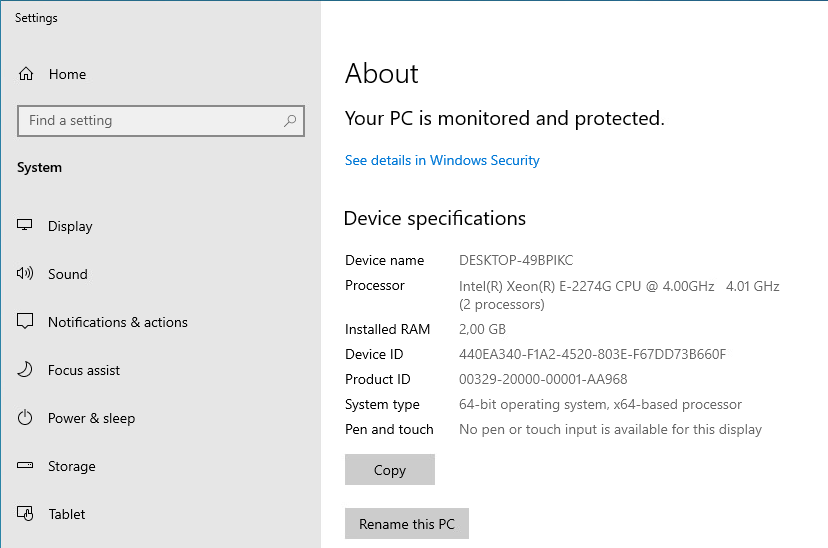 Settings
Home
Find a setting
System
Display
Sound
Notifications & actions
Focus assist
Power & sleep
Storage
Tablet
About
Your PC is monitored and protected.
See details in Windows Security
Device specifications
Device name DESKTOP-49BPIKC
Processor Intel(R) Xeon(R) E-2274G CPU @ 4.00GHz 4.01 GHz
(2 processors)
Installed RAM 2,00 GB
Device ID 440EA340-F1A2-4520-803E-F67DD73B660F
Product ID 00329-20000-00001-AA968
System type 64-bit operating system, x64-based processor
Pen and touch No pen or touch input is available for this display
Copy
Rename this PC